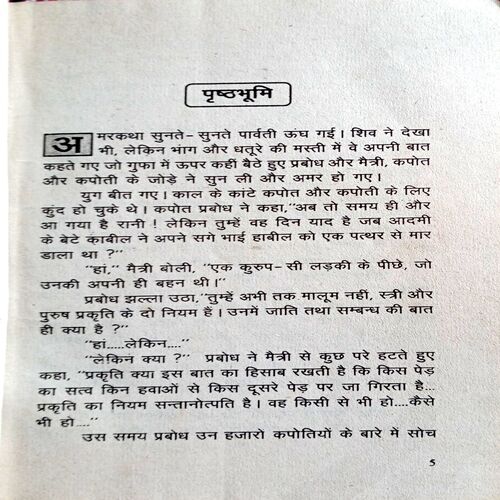 पृष्ठभूमि
अमरकथा सुनते- सुनते पार्वती ऊंघ गई। शिव ने देखा
भी, लेकिन भांग और धतूरे की मस्ती में वे अपनी बात
कहते गए जो गुफा में ऊपर कहीं बैठे हुए प्रबोध और मैत्री, कपोत
और कपोती के जोड़े ने सुन ली और अमर हो गए।
युग बीत गए। काल के कांटे कपोत और कपोती के लिए
कुंद हो चुके थे। कपोत प्रबोध ने कहा,“अब तो समय ही और
आ गया है रानी ! लेकिन तुम्हें वह दिन याद है जब आदमी
के बेटे क़ाबील ने अपने सगे भाई हाबील को एक पत्थर से मार
डाला था ?”
“हां,” मैत्री बोली, “एक कुरुप-सी लड़की के पीछे, जो
उनकी अपनी ही बहन थी।”
प्रबोध झल्ला उठा,“तुम्हें अभी तक मालूम नहीं, स्त्री और
पुरुष प्रकृति के दो नियम हैं। उनमें जाति तथा सम्बन्ध की बात
ही क्या है ?”
“हां.....लेकिन....”
“लेकिन क्या ?” प्रबोध ने मैत्री से कुछ परे हटते हुए
कहा, “प्रकृति क्या इस बात का हिसाब रखती है कि किस पेड़
का सत्व किन हवाओं से किस दूसरे पेड़ पर जा गिरता है...
प्रकृति का नियम सन्तानोत्पति है। वह किसी से भी हो....कैसे
भी हो....”
उस समय प्रबोध उन हजारो कपोतियों के बारे में सोच
5